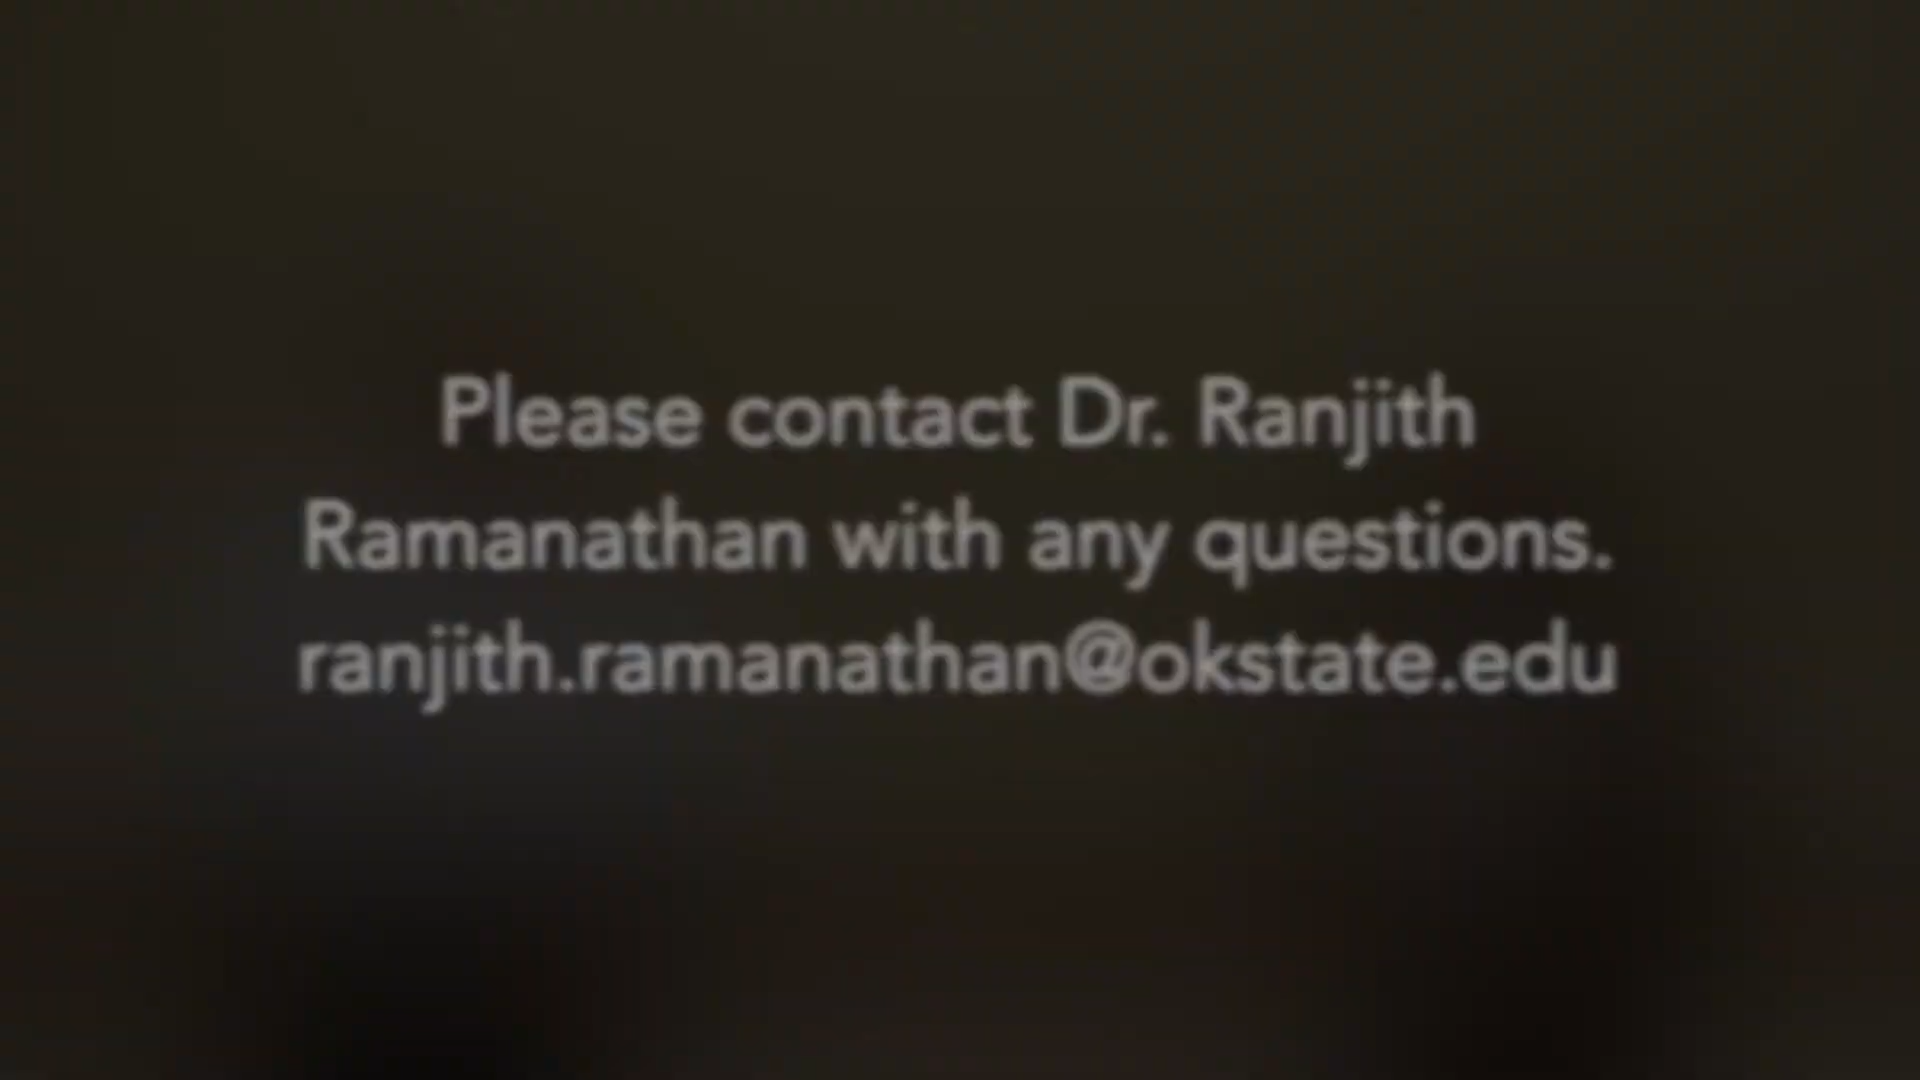 Please contact Dr. Ranjith
Ramanathan with any questions.
ranjith.ramanathan@okstate.edu